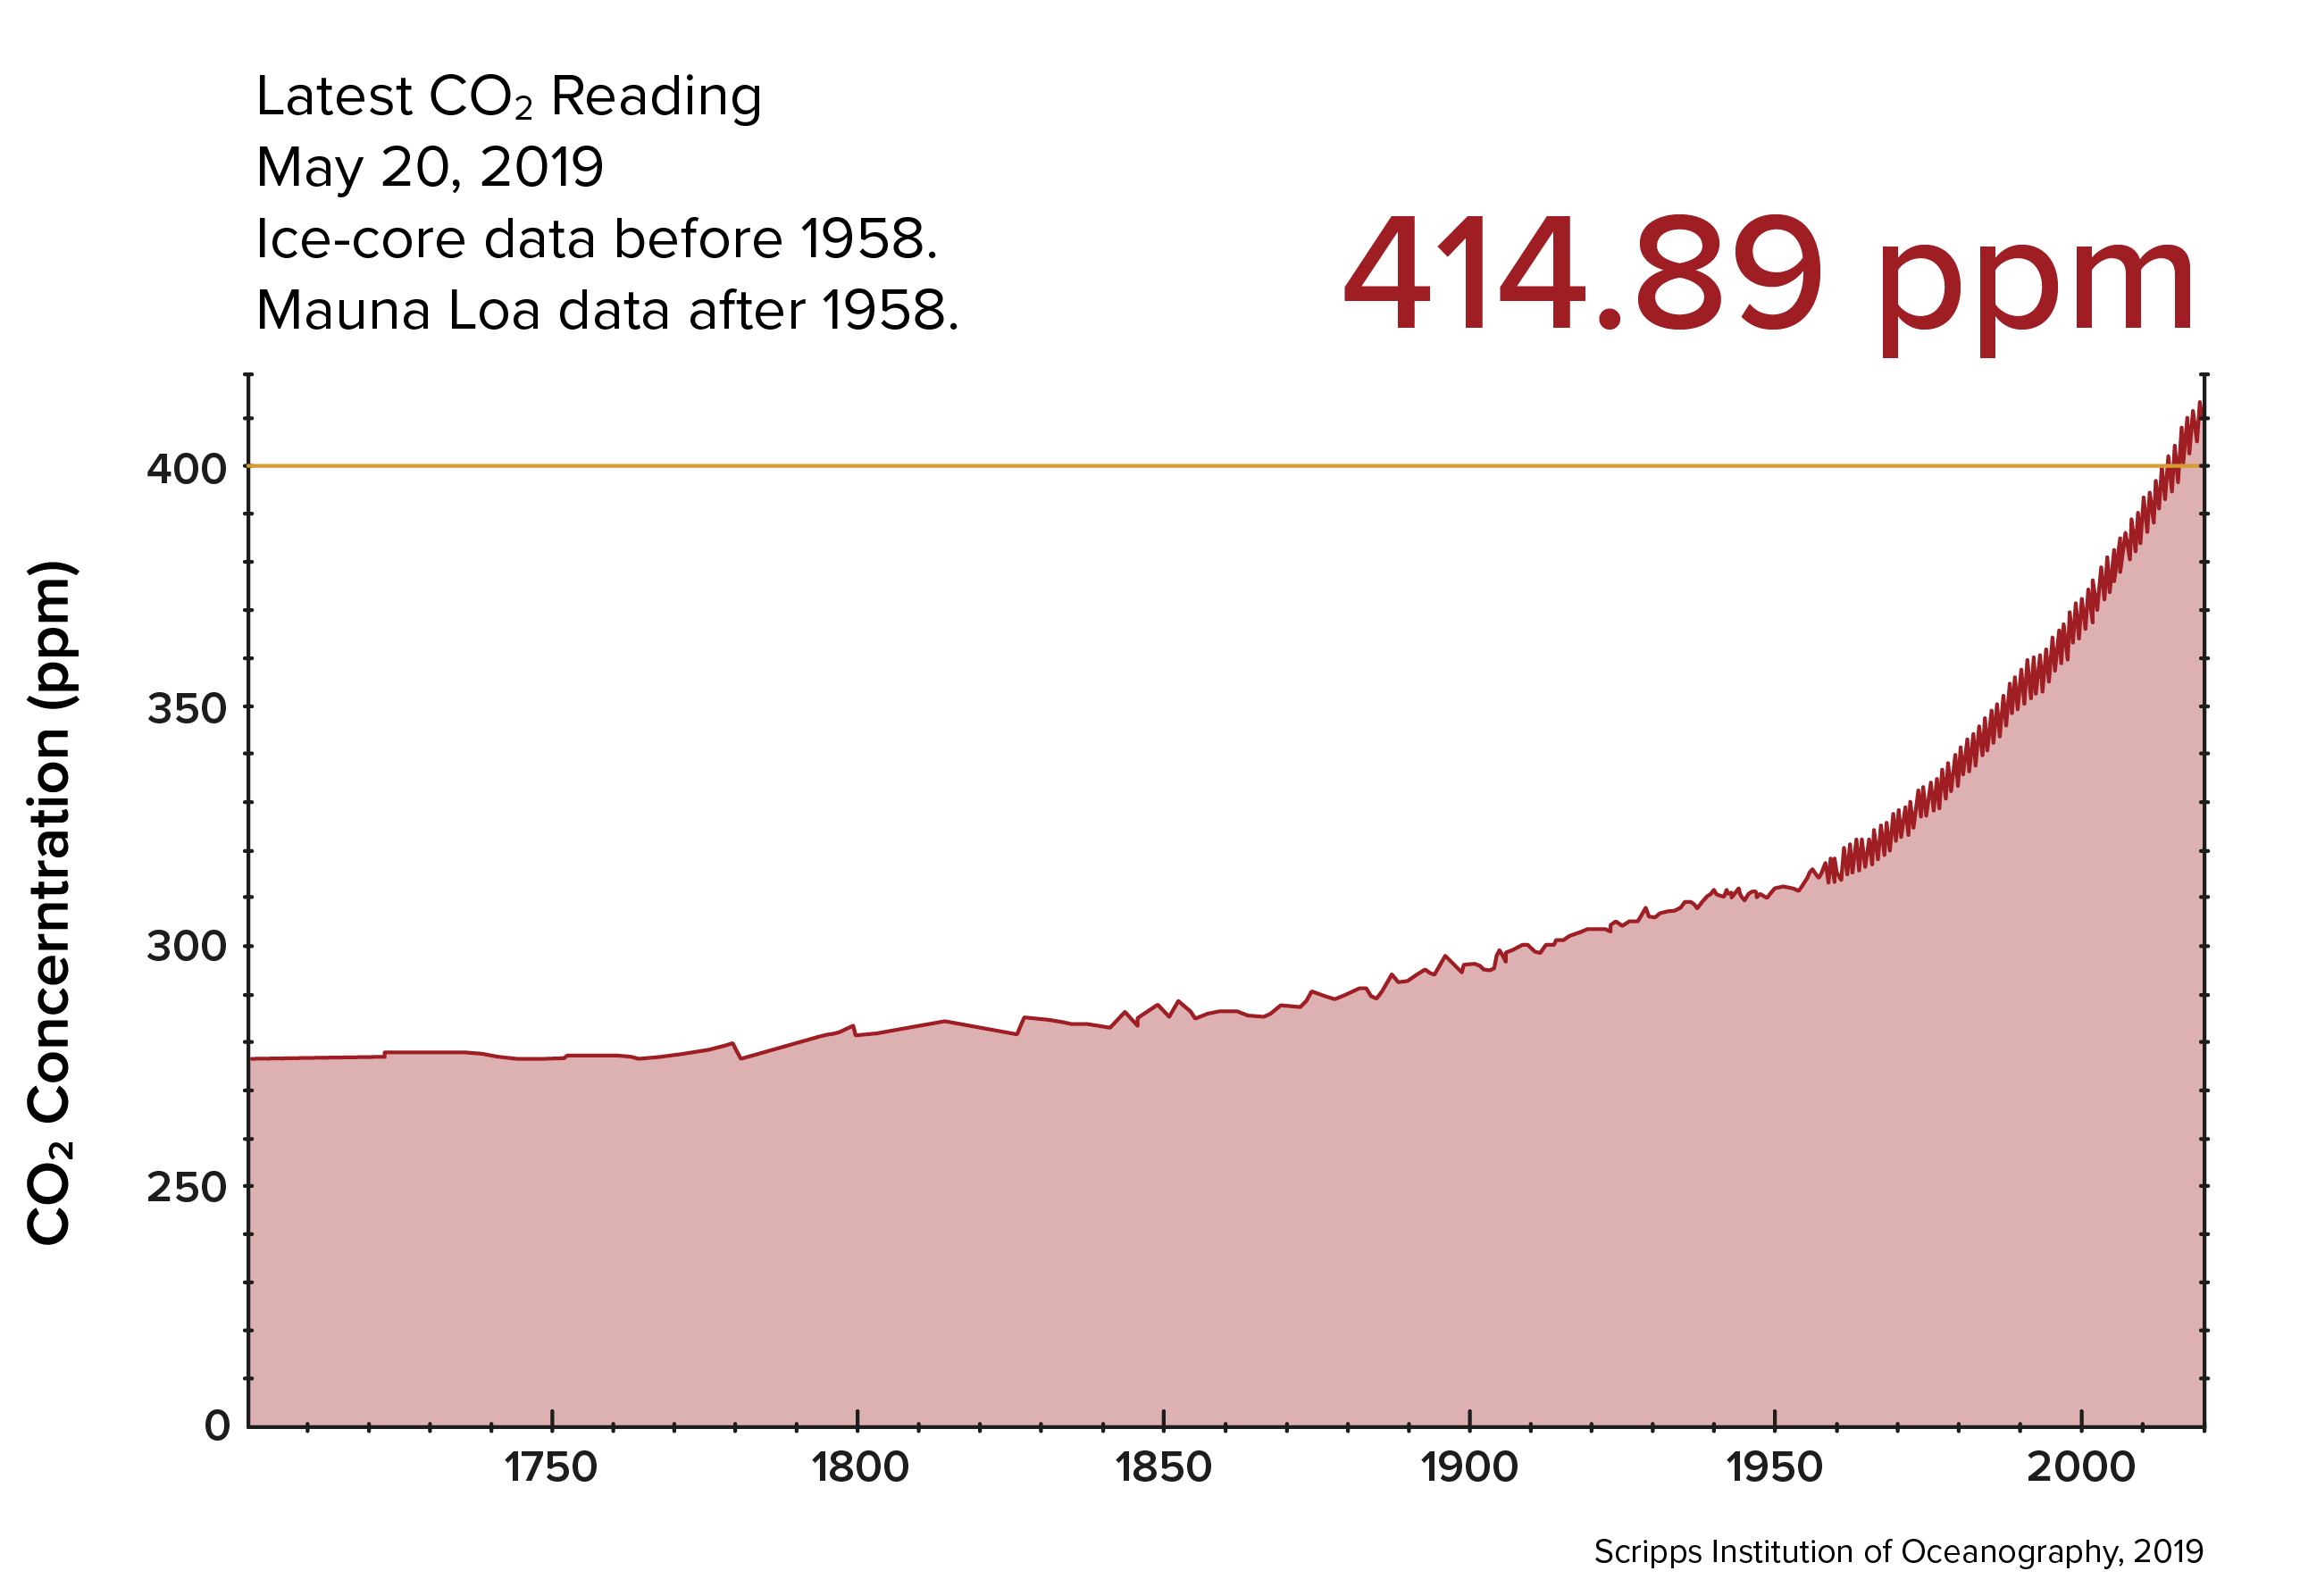 Latest CO₂ Reading
May 20, 2019
Ice-core data before 1958.
Mauna Loa data after 1958.
414.89 ppm
CO₂ Concerntration (ppm)
400
350
300
250
0
1750 1800 1850 1900 1950 2000
Scripps Institution of Oceanography, 2019